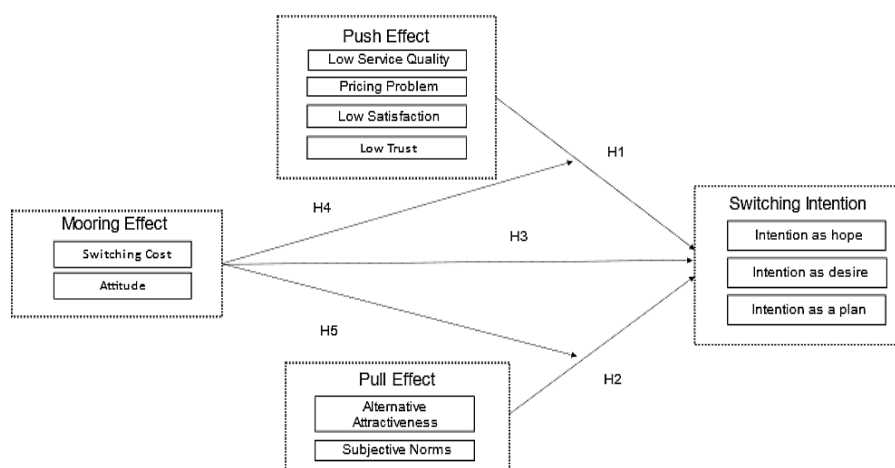 Push Effect
Low Service Quality
Pricing Problem
Low Satisfaction
Low Trust
H1
H4
Mooring Effect
Switching Cost
Attitude
H3
Switching Intention
Intention as hope
Intention as desire
Intention as a plan
H5
H2
Pull Effect
Alternative
Attractiveness
Subjective Norms